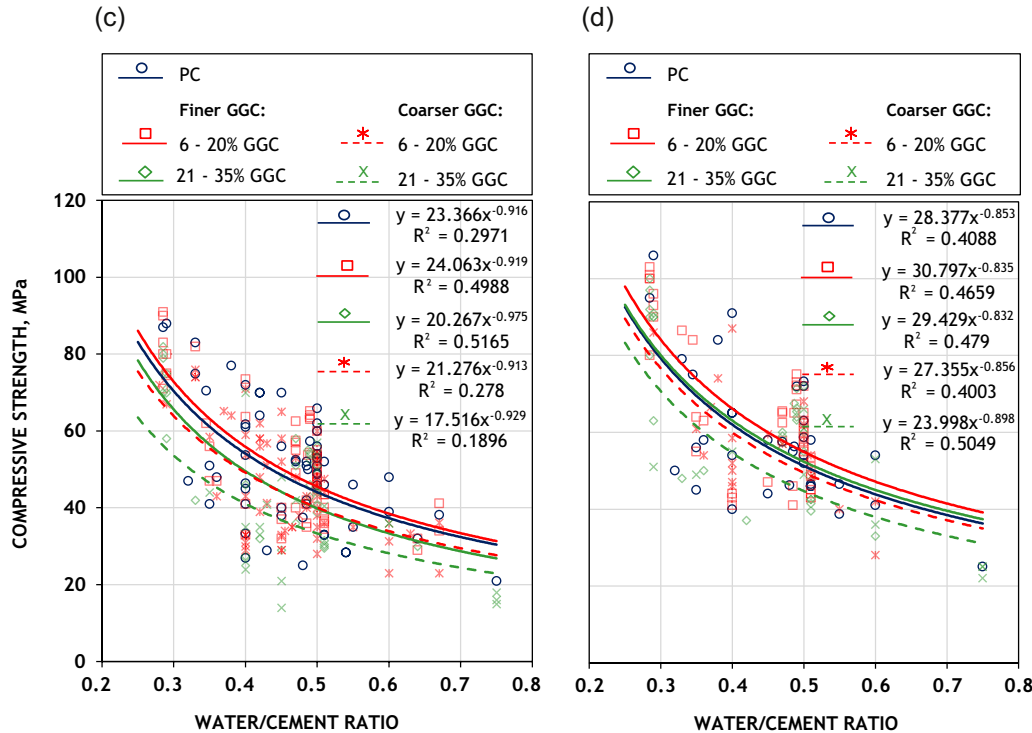 (c)
PC
Finer GGC:
Coarser GGC:
6 - 20% GGC
6 - 20% GGC
21 - 35% GGC
21 - 35% GGC
COMPRESSIVE STRENGTH, MPa
120
100
80
60
40
20
0
y = 23.366x-0.916
R2 = 0.2971
y = 24.063x-0.919
R2 = 0.4988
y = 20.267x-0.975
R2 = 0.5165
y = 21.276x-0.913
R2 = 0.278
y = 17.516x-0.929
R2 = 0.1896
0.2 0.3 0.4 0.5 0.6 0.7 0.8
WATER/CEMENT RATIO
(d)
PC
Finer GGC:
Coarser GGC:
6 - 20% GGC
6 - 20% GGC
21 - 35% GGC
21 - 35% GGC
y = 28.377x-0.853
R2 = 0.4088
y = 30.797x-0.835
R2 = 0.4659
y = 29.429x-0.832
R2 = 0.479
y = 27.355x-0.856
R2 = 0.4003
y = 23.998x-0.898
R2 = 0.5049
0.2 0.3 0.4 0.5 0.6 0.7 0.8
WATER/CEMENT RATIO